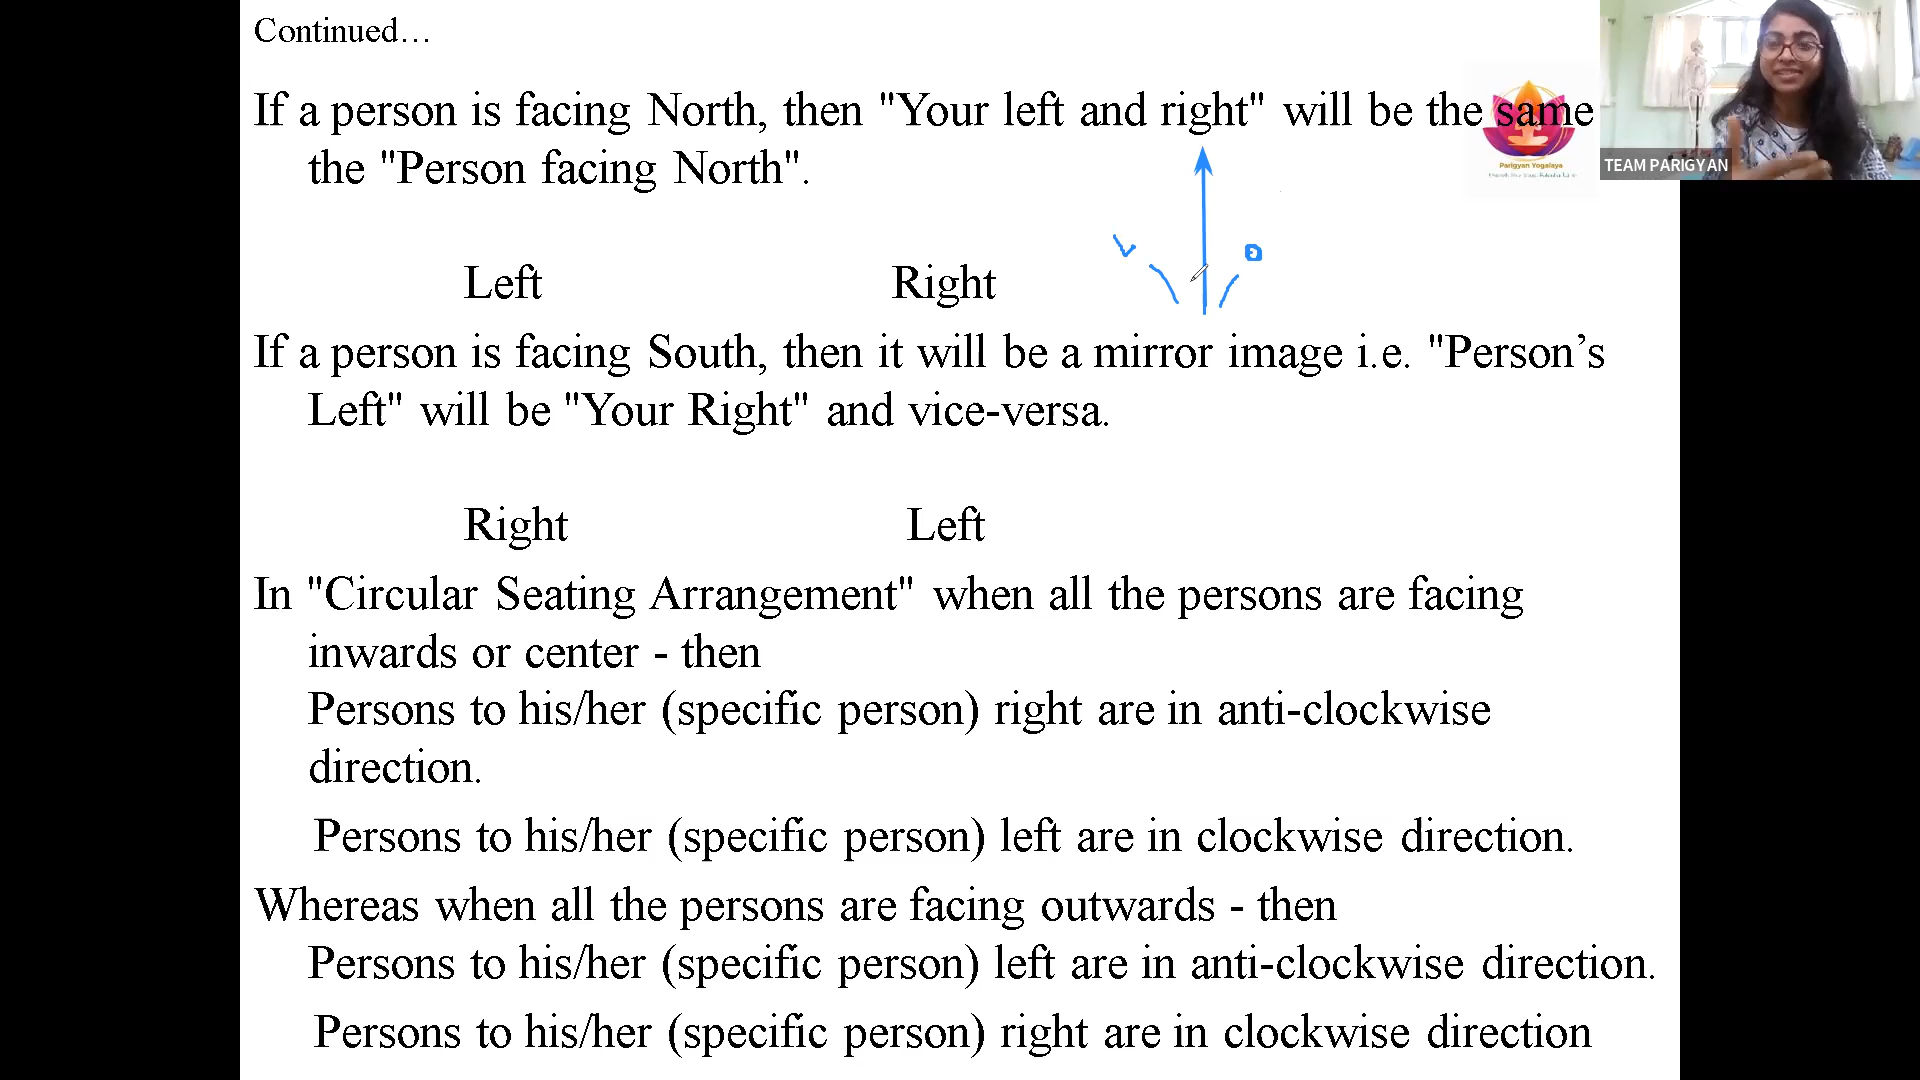 Continued…
If a person is facing North, then "Your left and right" will be the same
the "Person facing North".
Parigyan Yogalaya
TEAM PARIGYAN
Left Right
If a person is facing South, then it will be a mirror image i.e. "Person’s
Left" will be "Your Right" and vice-versa.
Right Left
In "Circular Seating Arrangement" when all the persons are facing
inwards or center - then
Persons to his/her (specific person) right are in anti-clockwise
direction.
Persons to his/her (specific person) left are in clockwise direction.
Whereas when all the persons are facing outwards - then
Persons to his/her (specific person) left are in anti-clockwise direction.
Persons to his/her (specific person) right are in clockwise direction